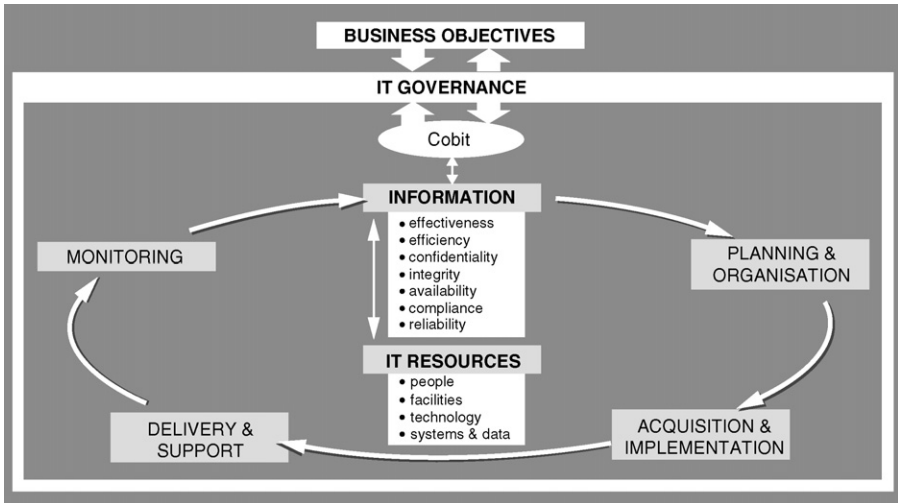 BUSINESS OBJECTIVES
IT GOVERNANCE
Cobit
INFORMATION
• effectiveness
• efficiency
• confidentiality
• integrity
• availability
• compliance
• reliability
MONITORING
PLANNING &
ORGANISATION
IT RESOURCES
• people
• facilities
• technology
• systems & data
DELIVERY &
SUPPORT
ACQUISITION &
IMPLEMENTATION